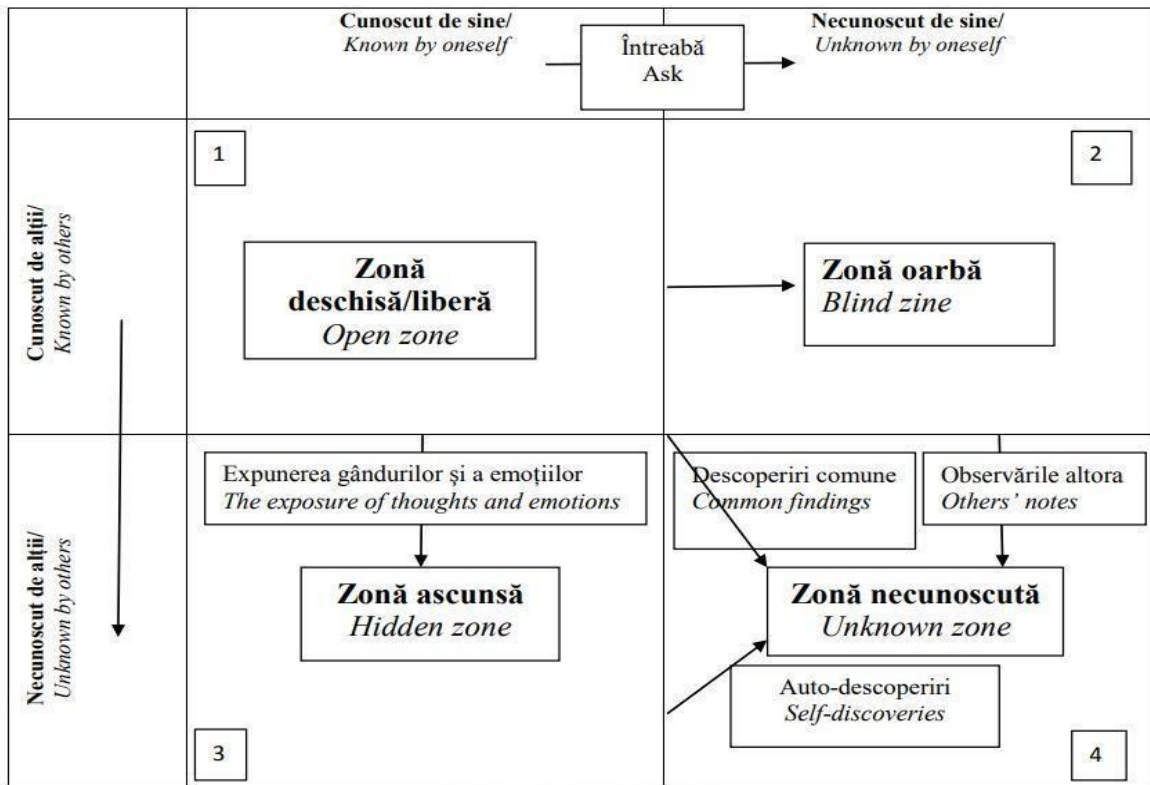 Cunoscut de sine/
Known by oneself
Întreabă
Ask
Necunoscut de sine/
Unknown by oneself
Cunoscut de alții/
Known by others
1
Zonă
deschisă/liberă
Open zone
2
Zonă oarbă
Blind zine
Necunoscut de alții/
Unknown by others
Expunerea gândurilor și a emoțiilor
The exposure of thoughts and emotions
Zonă ascunsă
Hidden zone
3
Descoperiri comune
Common findings
Observările altora
Others’ notes
Zonă necunoscută
Unknown zone
Auto-descoperiri
Self-discoveries
4